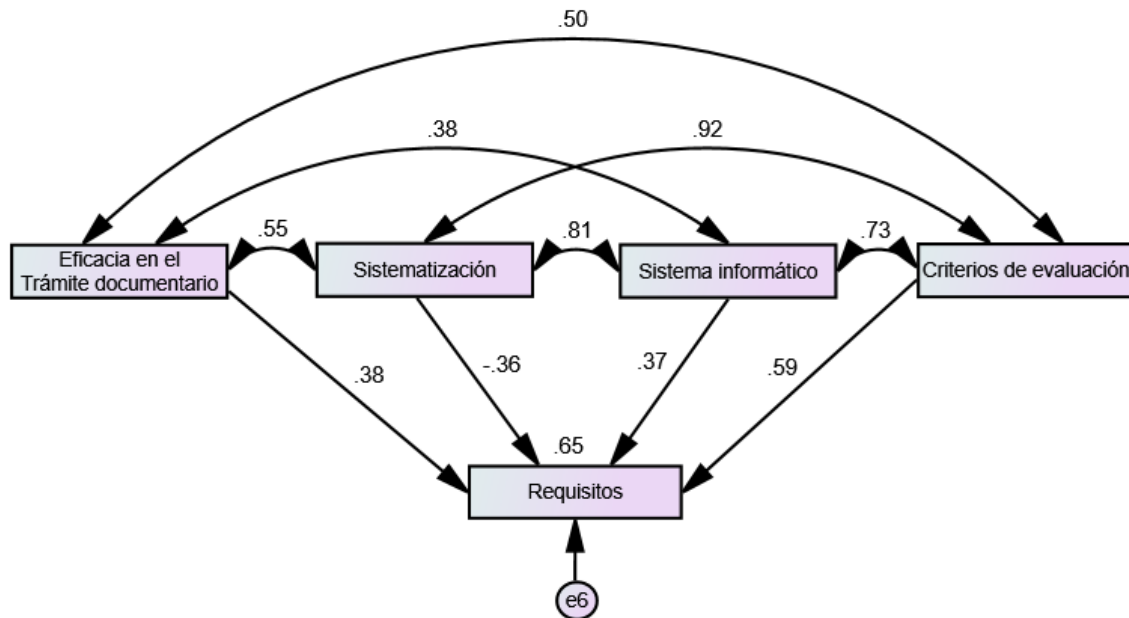 .50
.38
.92
.55
.81
.73
Eficacia en el
Trámite documentario
Sistematización
Sistema informático
Criterios de evaluación
.38
-.36
.37
.59
.65
Requisitos
e6